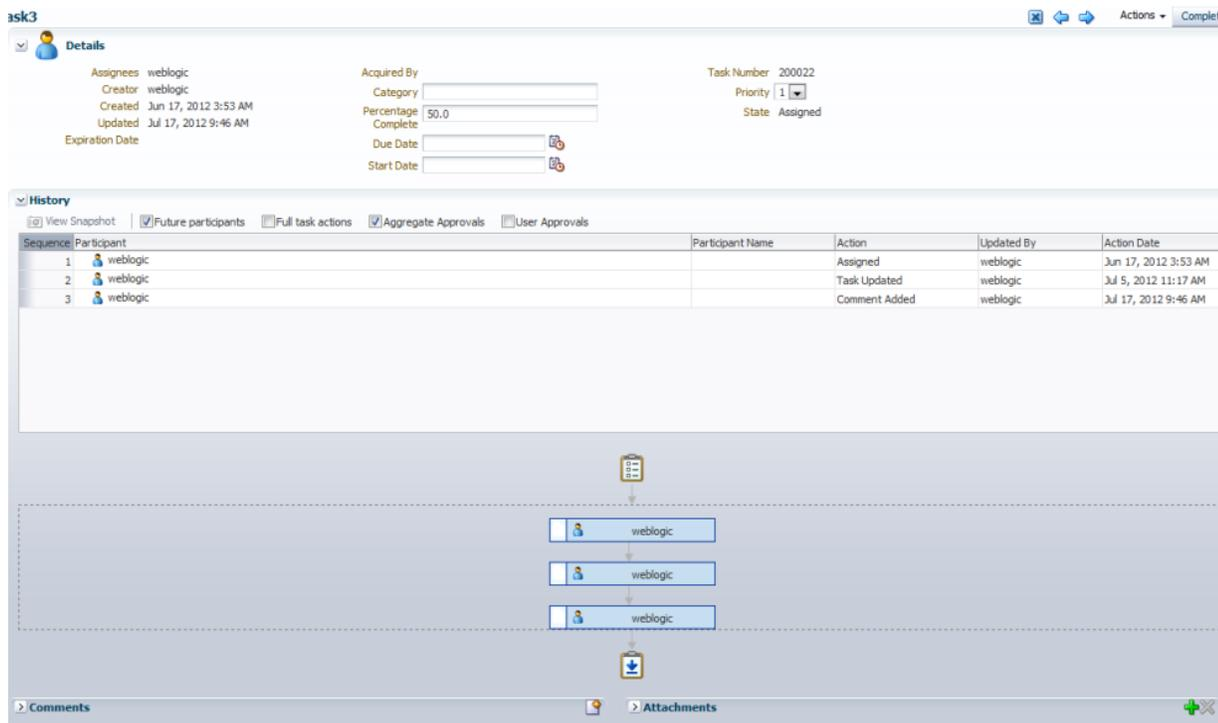 ask3 Actions Complet
Details
Assignees weblogic Acquired By Task Number 200022
Creator weblogic Category Priority 1
Created Jun 17, 2012 3:53 AM Percentage Complete 50.0 State Assigned
Updated Jul 17, 2012 9:46 AM Due Date
Expiration Date Start Date
History
View Snapshot Future participants Full task actions Aggregate Approvals User Approvals
Sequence Participant Participant Name Action Updated By Action Date
1 weblogic Assigned weblogic Jun 17, 2012 3:53 AM
2 weblogic Task Updated weblogic Jul 5, 2012 11:17 AM
3 weblogic Comment Added weblogic Jul 17, 2012 9:46 AM
weblogic
weblogic
weblogic
Comments Attachments